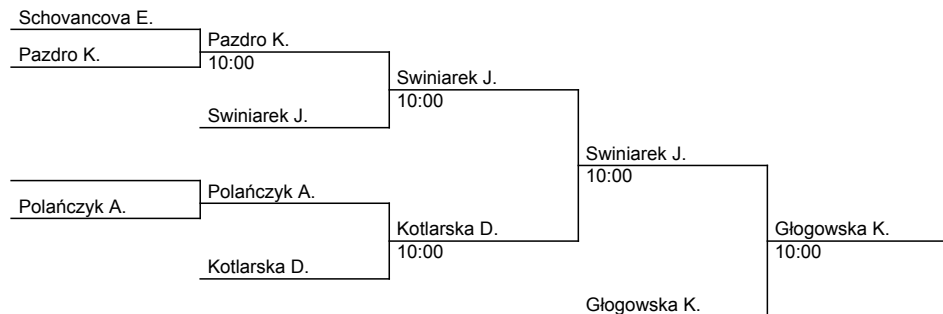 Schovancova E.
Pazdro K.
Pazdro K.
10:00
Swiniarek J.
10:00
Swiniarek J.
Swiniarek J.
10:00
Polańczyk A.
Polańczyk A.
Kotlarska D.
10:00
Głogowska K.
10:00
Kotlarska D.
Głogowska K.